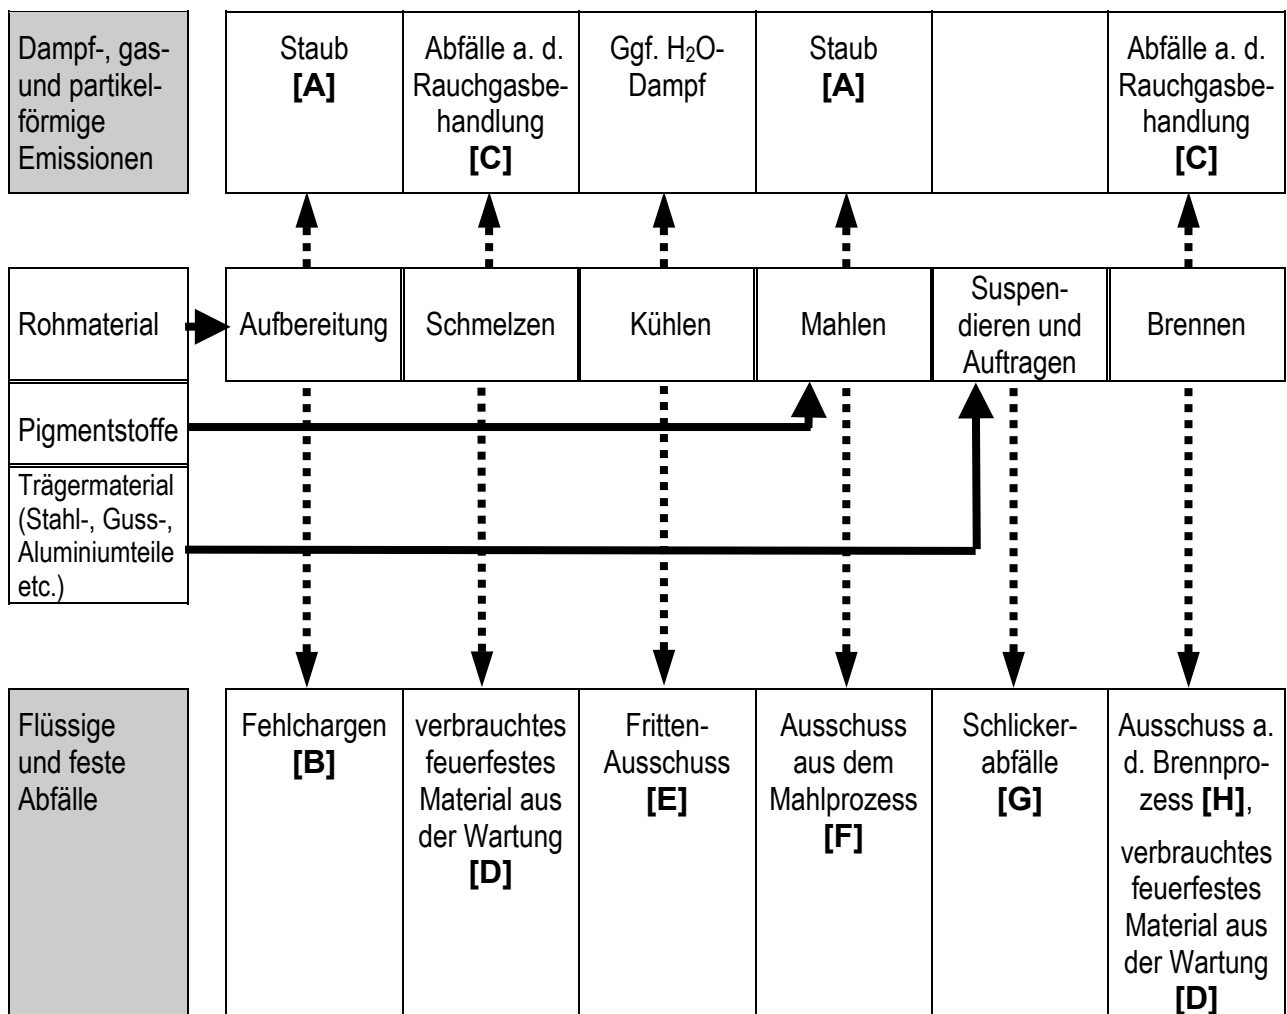 Dampf-, gas-
und partikel-
förmige
Emissionen
Staub
[A]
Abfälle a. d.
Rauchgasbe-
handlung
[C]
Ggf. H₂O-
Dampf
Staub
[A]
Abfälle a. d.
Rauchgasbe-
handlung
[C]
Rohmaterial
Aufbereitung
Schmelzen
Kühlen
Mahlen
Suspen-
dieren und
Auftragen
Brennen
Pigmentstoffe
Trägermaterial
(Stahl-, Guss-,
Aluminiumteile
etc.)
Flüssige
und feste
Abfälle
Fehlchargen
[B]
verbrauchtes
feuerfestes
Material aus
der Wartung
[D]
Fritten-
Ausschuss
[E]
Ausschuss
aus dem
Mahlprozess
[F]
Schlicker-
abfälle
[G]
Ausschuss a.
d. Brennpro-
zess [H],
verbrauchtes
feuerfestes
Material aus
der Wartung
[D]